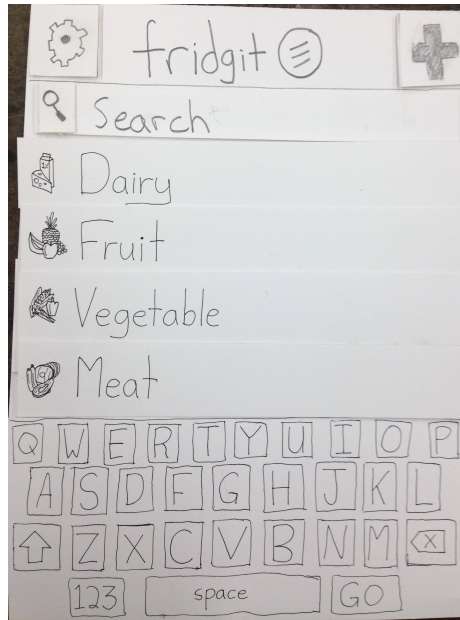 fridgit
Search
Dairy
Fruit
Vegetable
Meat
Q W E R T Y U I O P
A S D F G H J K L
Z X C V B N M X
123 space GO